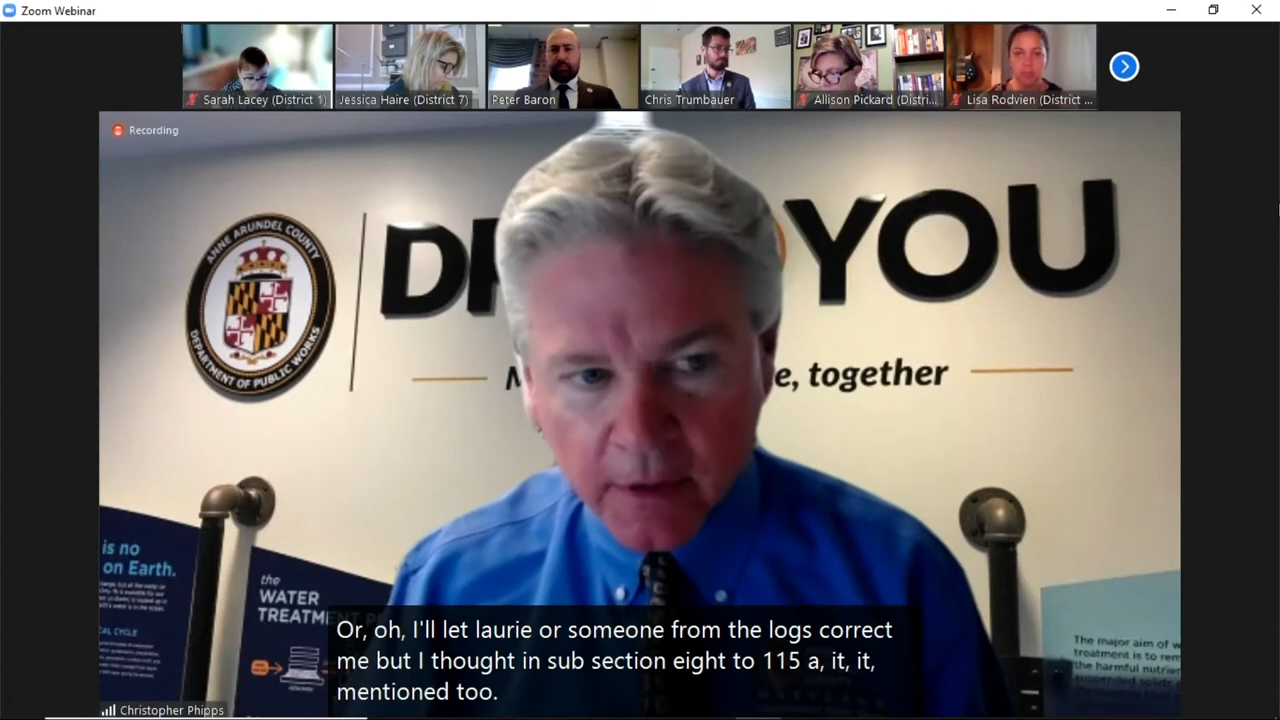 Zoom Webinar
Sarah Lacey (District 1)
Jessica Haire (District 7)
Peter Baron
Chris Trumbauer
Allison Pickard (Distri...
Lisa Rodvien (District ...
Recording
ANNE ARUNDEL COUNTY
DEPARTMENT OF PUBLIC WORKS
YOU
e, together
is no
on Earth.
the
WATER
TREATMENT
The major aim of w
treatment is to rem
the harmful nutrie
suspended solids
Or, oh, I'll let laurie or someone from the logs correct
me but I thought in sub section eight to 115 a, it, it,
mentioned too.
Christopher Phipps